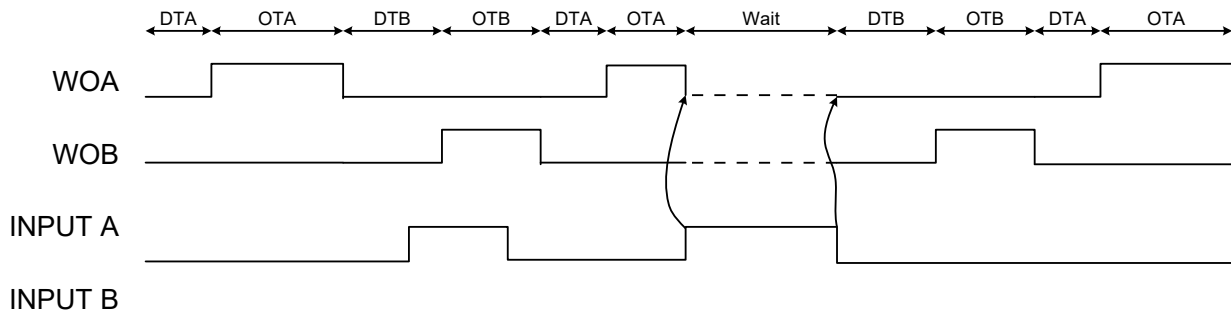 DTA OTA DTB OTB DTA OTA Wait DTB OTB DTA OTA
WOA
WOB
INPUT A
INPUT B